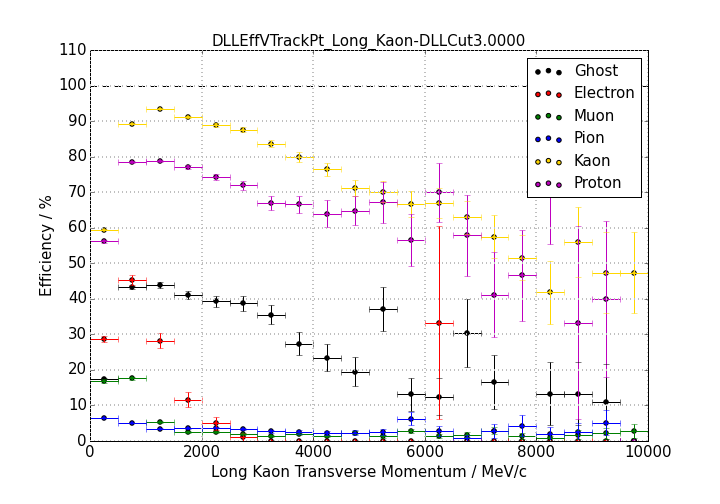 DLLEffVTrackPt_Long_Kaon-DLLCut3.0000
110
100
90
80
70
60
50
40
30
20
10
0
Efficiency / %
Ghost
Electron
Muon
Pion
Kaon
Proton
0 2000 4000 6000 8000 10000
Long Kaon Transverse Momentum / MeV/c